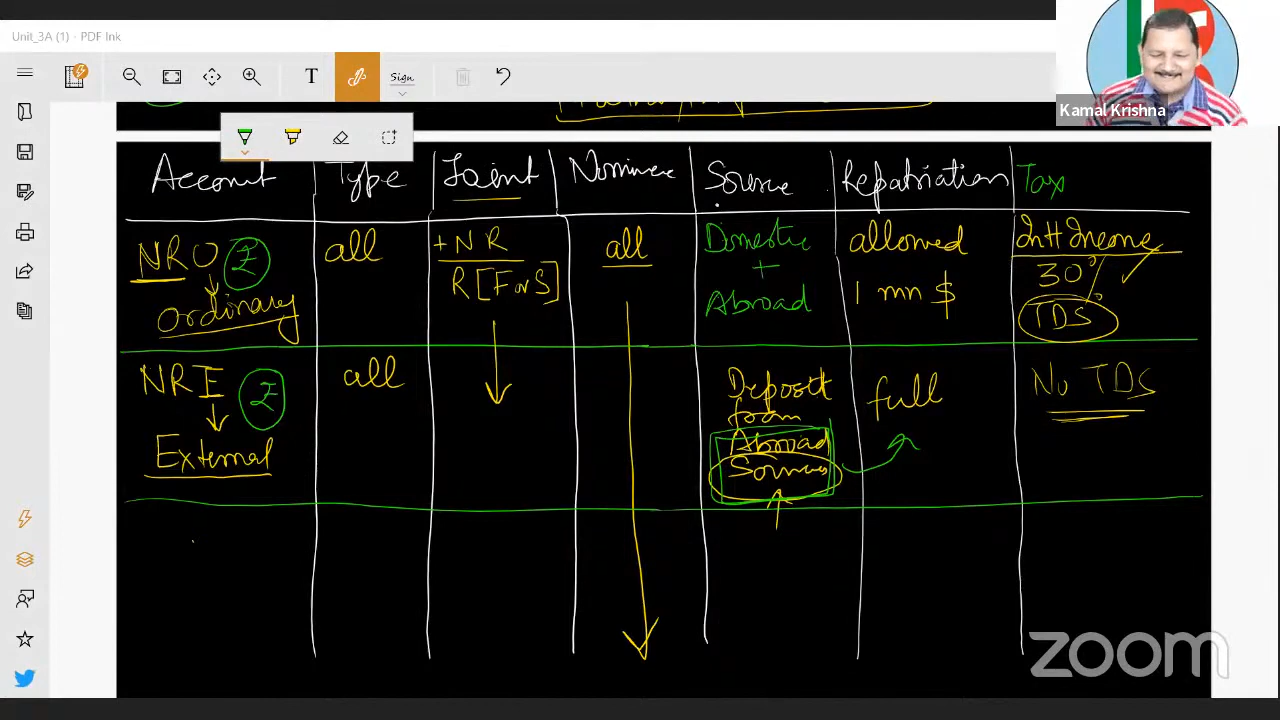 Unit_3A (1) - PDF Ink
T
Sign
Kamal Krishna
Account Type Joint Nominee Source Repatriation Tax
NRO ₹ all + NR all Domestic allowed Intt Income
Ordinary R [F or S] + 1 mn $ 30%
Abroad TDS
NRE ₹ all Deposit full No TDS
from
External Abroad
Sources
zoom